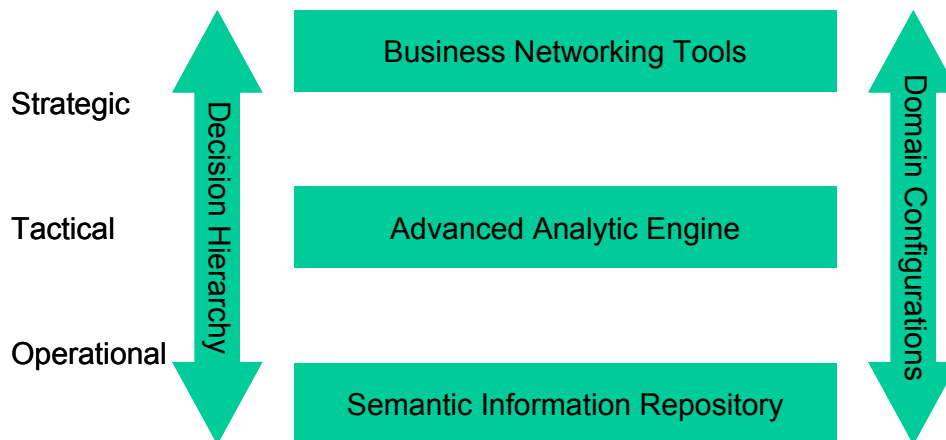 Business Networking Tools
Strategic
Decision Hierarchy
Domain Configurations
Tactical
Advanced Analytic Engine
Operational
Semantic Information Repository